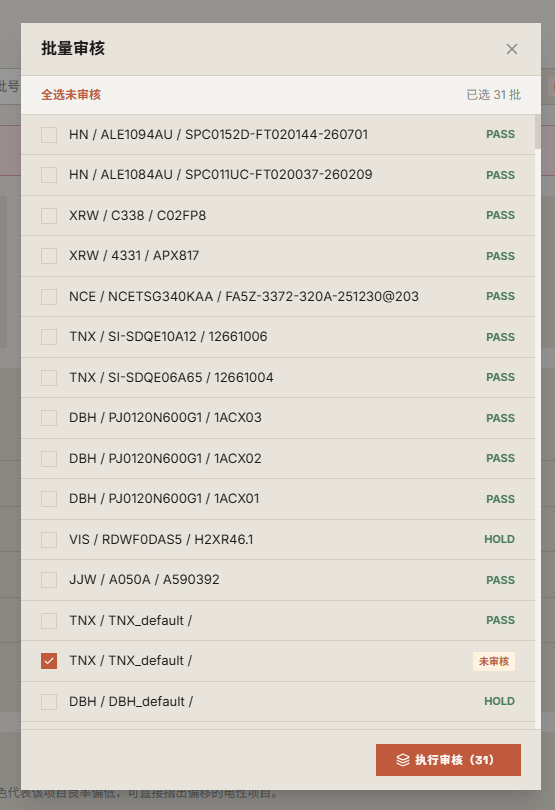 批量审核
批号
全选未审核 已选 31 批
HN / ALE1094AU / SPC0152D-FT020144-260701 PASS
HN / ALE1084AU / SPC011UC-FT020037-260209 PASS
XRW / C338 / C02FP8 PASS
XRW / 4331 / APX817 PASS
NCE / NCETSG340KAA / FA5Z-3372-320A-251230@203 PASS
TNX / SI-SDQE10A12 / 12661006 PASS
TNX / SI-SDQE06A65 / 12661004 PASS
DBH / PJ0120N600G1 / 1ACX03 PASS
DBH / PJ0120N600G1 / 1ACX02 PASS
DBH / PJ0120N600G1 / 1ACX01 PASS
VIS / RDWF0DAS5 / H2XR46.1 HOLD
JJW / A050A / A590392 PASS
TNX / TNX_default / PASS
TNX / TNX_default / 未审核
DBH / DBH_default / HOLD
执行审核（31）
色代表该项目良率偏低，可直接指出偏移的电性项目。